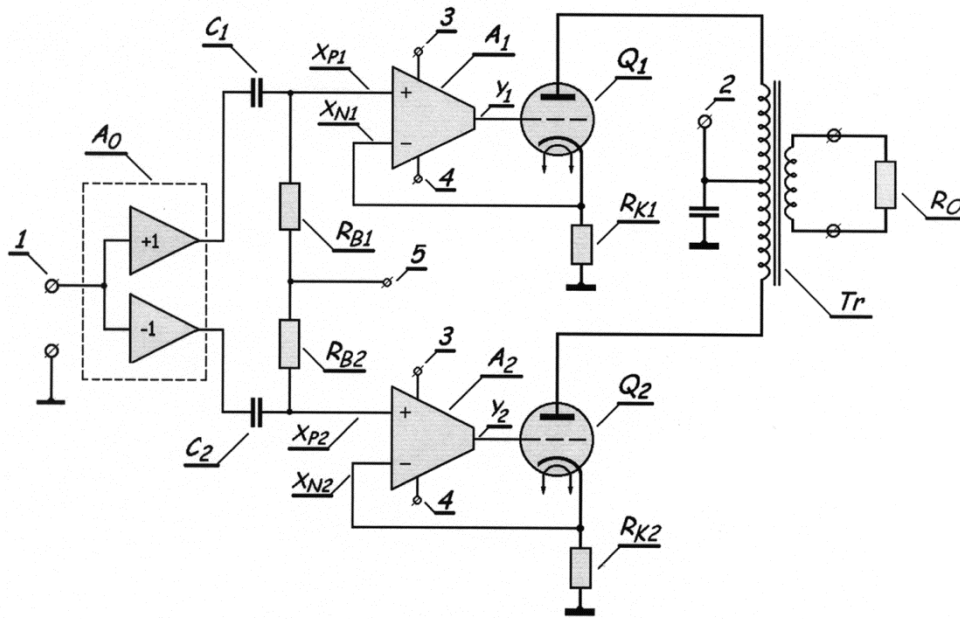 C1
3
A1
XP1
Q1
XN1
+
Y1
2
A0
−
4
RK1
R0
+1
RB1
1
5
Tr
-1
RB2
3
A2
Q2
+
Y2
C2
XP2
−
XN2
4
RK2